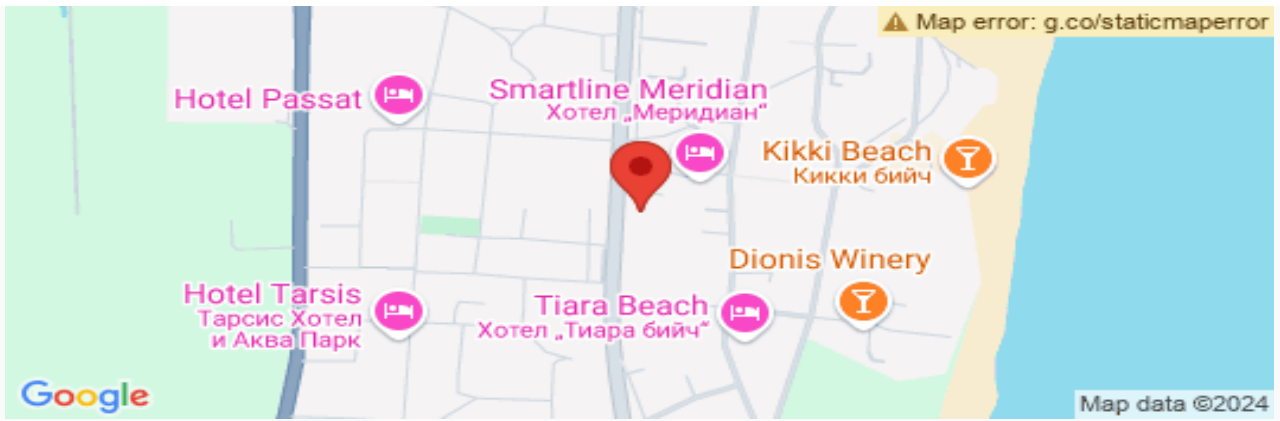 Map error: g.co/staticmaperror
Hotel Passat
Smartline Meridian
Хотел „Меридиан“
Kikki Beach
Кикки бийч
Dionis Winery
Hotel Tarsis
Тарсис Хотел
и Аква Парк
Tiara Beach
Хотел „Тиара бийч“
Google
Map data ©2024